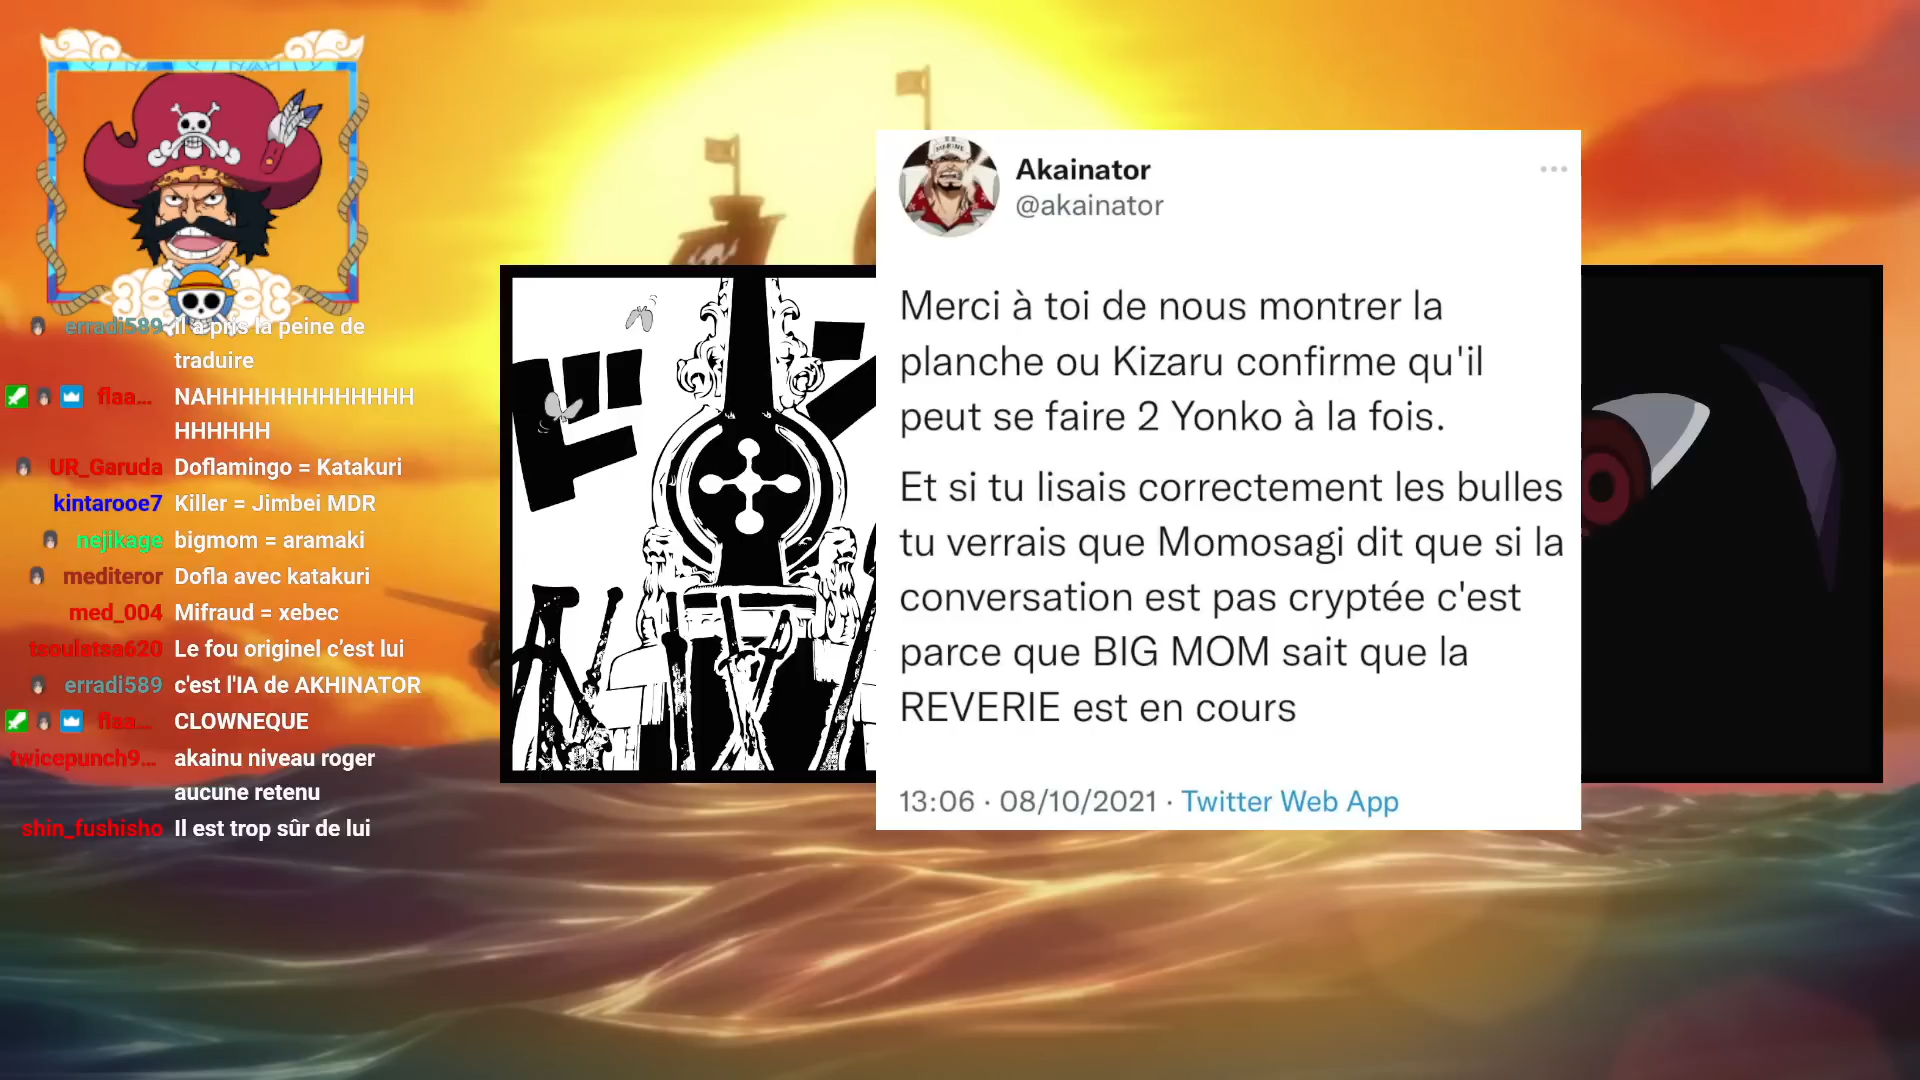 erradi589 Il a pris la peine de
traduire
flaa... NAHHHHHHHHHHHHH
HHHHHH
UR_Garuda Doflamingo = Katakuri
kintarooe7 Killer = Jimbei MDR
nejikage bigmom = aramaki
mediteror Dofla avec katakuri
med_004 Mifraud = xebec
tsoulatsa620 Le fou originel c’est lui
erradi589 c'est l'IA de AKHINATOR
flaa... CLOWNEQUE
twicepunch9... akainu niveau roger
aucune retenu
shin_fushisho Il est trop sûr de lui
MARINE
Akainator
@akainator
Merci à toi de nous montrer la
planche ou Kizaru confirme qu'il
peut se faire 2 Yonko à la fois.
Et si tu lisais correctement les bulles
tu verrais que Momosagi dit que si la
conversation est pas cryptée c'est
parce que BIG MOM sait que la
REVERIE est en cours
13:06 · 08/10/2021 · Twitter Web App